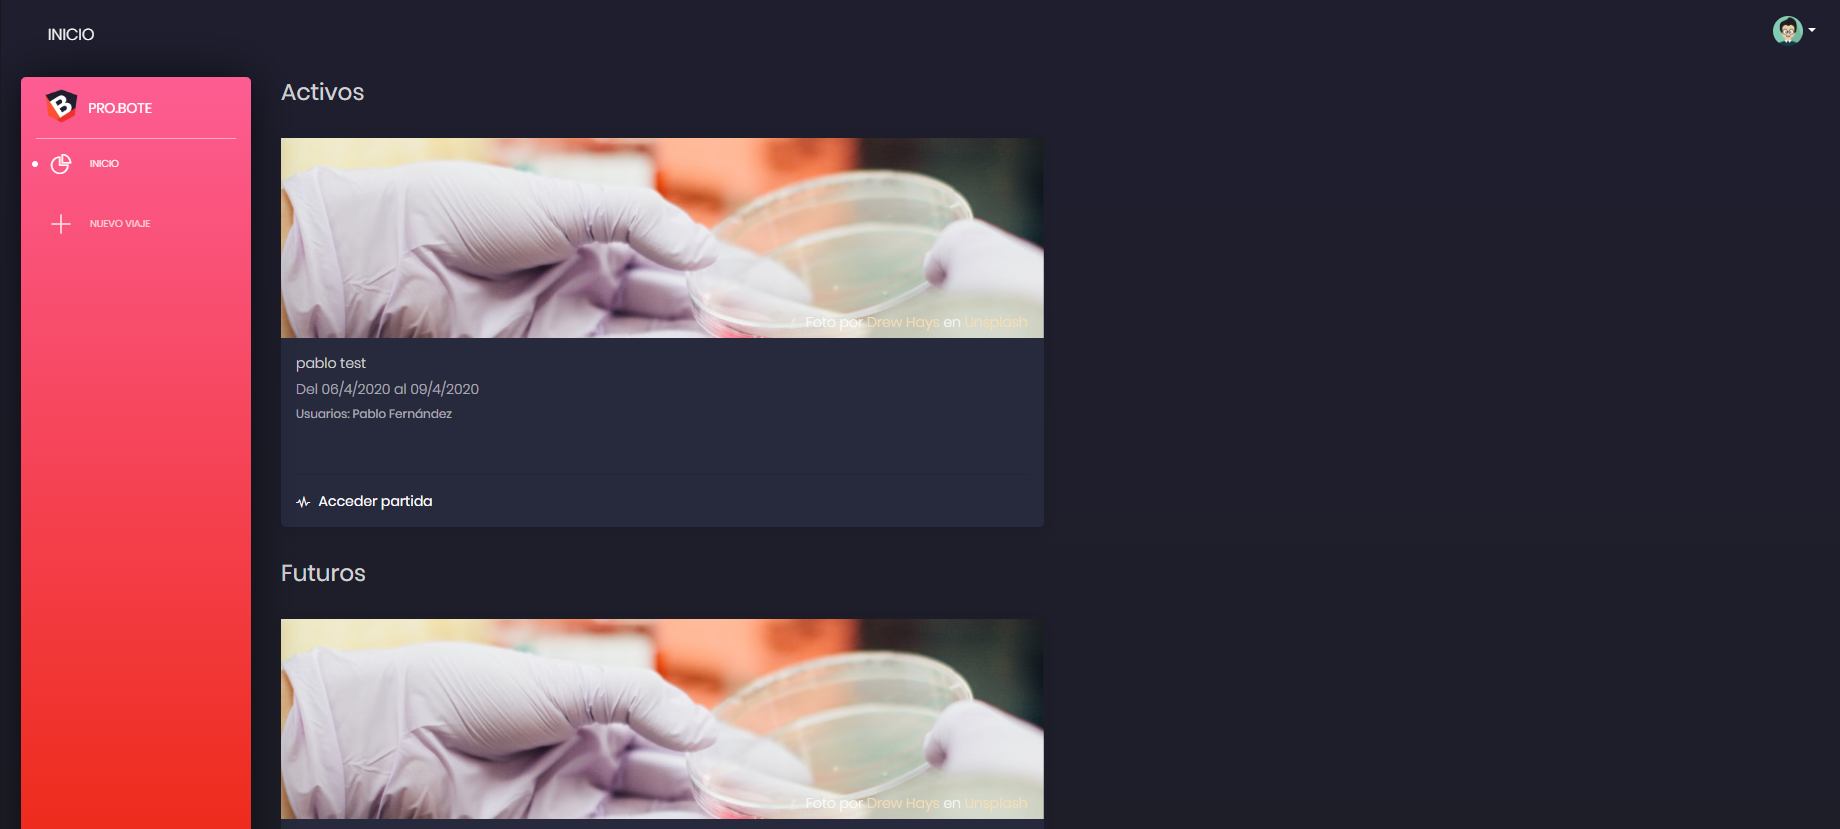 INICIO
B PRO.BOTE
INICIO
NUEVO VIAJE
Activos
Foto por Drew Hays en Unsplash
pablo test
Del 06/4/2020 al 09/4/2020
Usuarios: Pablo Fernández
Acceder partida
Futuros
Foto por Drew Hays en Unsplash